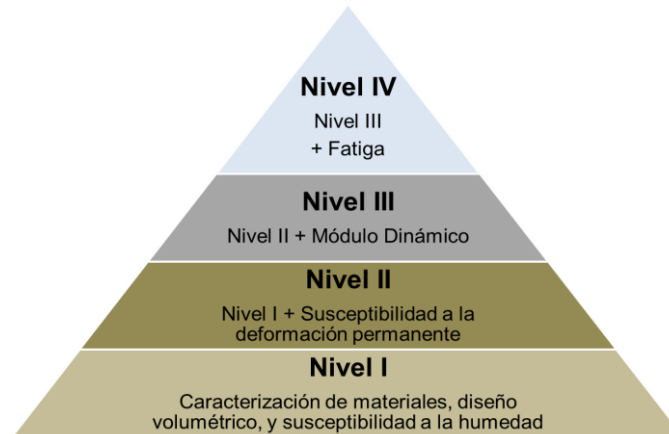 Nivel IV
Nivel III
+ Fatiga
Nivel III
Nivel II + Módulo Dinámico
Nivel II
Nivel I + Susceptibilidad a la
deformación permanente
Nivel I
Caracterización de materiales, diseño
volumétrico, y susceptibilidad a la humedad